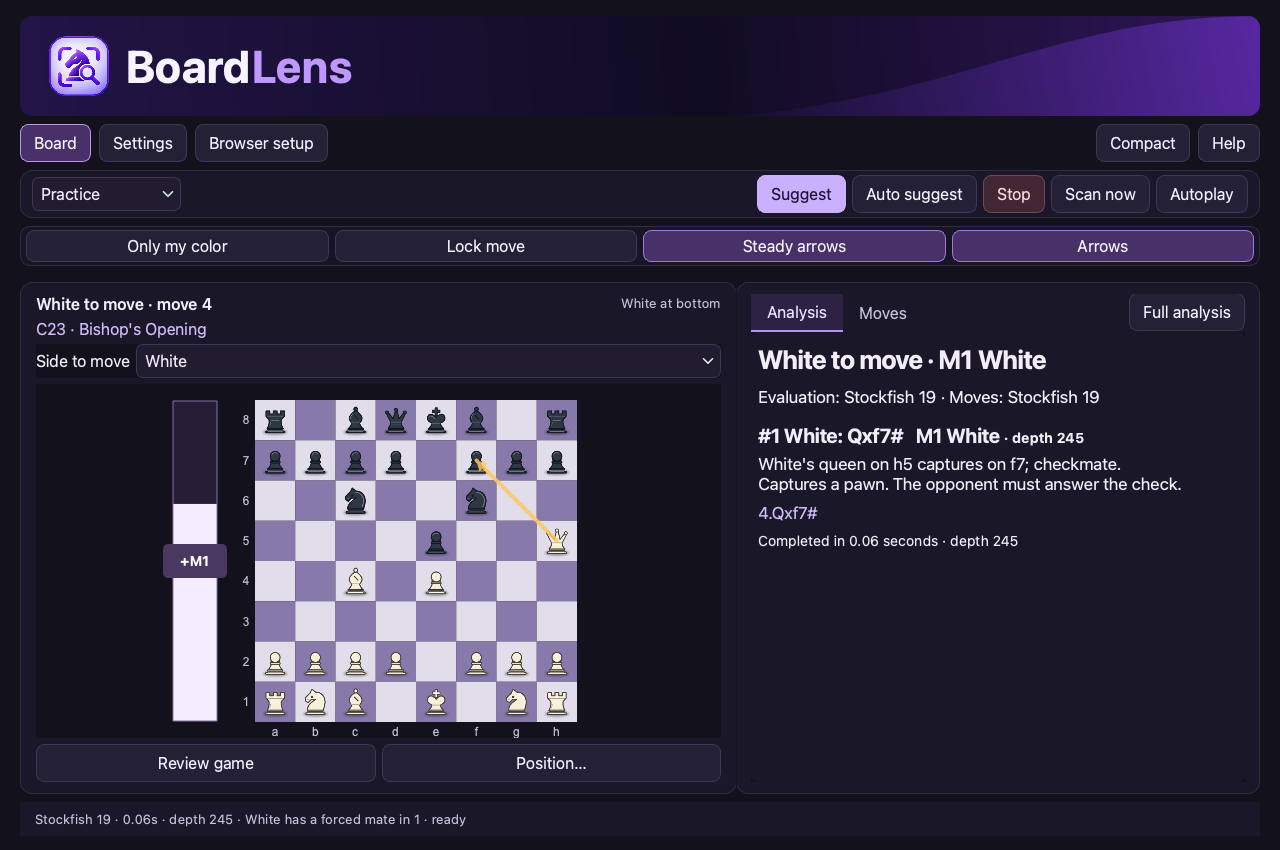 BoardLens
Board Settings Browser setup Compact Help
Practice Suggest Auto suggest Stop Scan now Autoplay
Only my color Lock move Steady arrows Arrows
White to move · move 4 White at bottom
C23 · Bishop's Opening
Side to move White
8
7
6
5
+M1
4
3
2
1
a b c d e f g h
Review game Position...
Analysis Moves Full analysis
White to move · M1 White
Evaluation: Stockfish 19 · Moves: Stockfish 19
#1 White: Qxf7# M1 White · depth 245
White's queen on h5 captures on f7; checkmate.
Captures a pawn. The opponent must answer the check.
4.Qxf7#
Completed in 0.06 seconds · depth 245
Stockfish 19 · 0.06s · depth 245 · White has a forced mate in 1 · ready